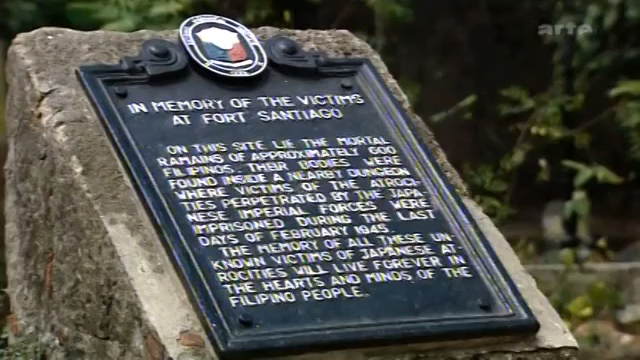 arte
IN MEMORY OF THE VICTIMS
AT FORT SANTIAGO
ON THIS SITE LIE THE MORTAL
RAMAINS OF APPROXIMATELY 600
FILIPINOS. THEIR BODIES WERE
FOUND INSIDE A NEARBY DUNGEON
WHERE VICTIMS OF THE ATROCI-
TIES PERPETRATED BY THE JAPA-
NESE IMPERIAL FORCES WERE
IMPRISONED DURING THE LAST
DAYS OF FEBRUARY 1945.
THE MEMORY OF ALL THESE UN-
KNOWN VICTIMS OF JAPANESE AT-
ROCITIES WILL LIVE FOREVER IN
THE HEARTS AND MINDS OF THE
FILIPINO PEOPLE.